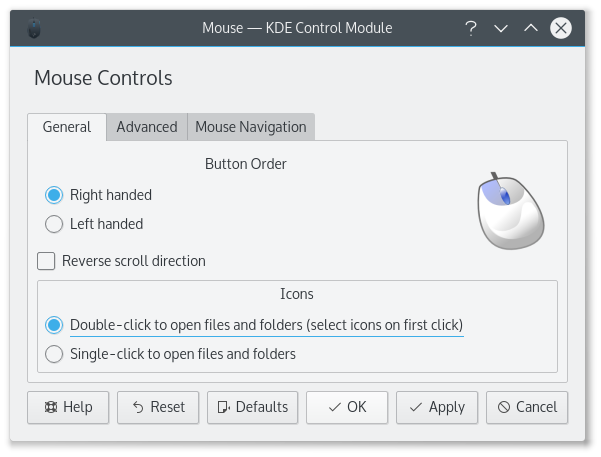 Mouse — KDE Control Module
Mouse Controls
General Advanced Mouse Navigation
Button Order
Right handed
Left handed
Reverse scroll direction
Icons
Double-click to open files and folders (select icons on first click)
Single-click to open files and folders
Help Reset Defaults OK Apply Cancel